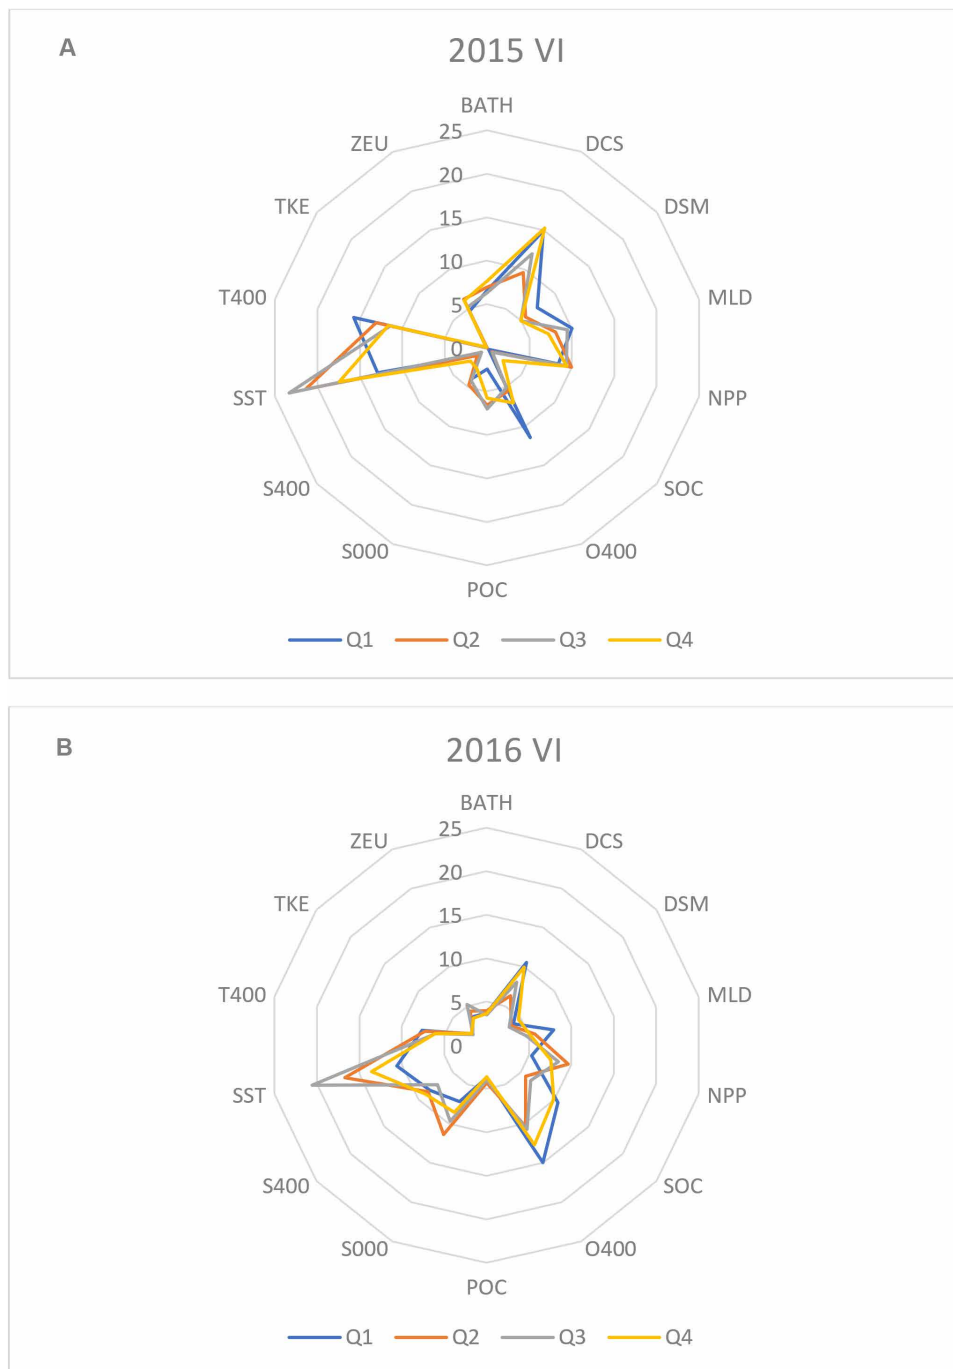 A
2015 VI
BATH
ZEU
DCS
TKE
DSM
T400
MLD
SST
NPP
S400
SOC
S000
O400
POC
25
20
15
10
5
0
Q1 Q2 Q3 Q4
B
2016 VI
BATH
ZEU
DCS
TKE
DSM
T400
MLD
SST
NPP
S400
SOC
S000
O400
POC
25
20
15
10
5
0
Q1 Q2 Q3 Q4